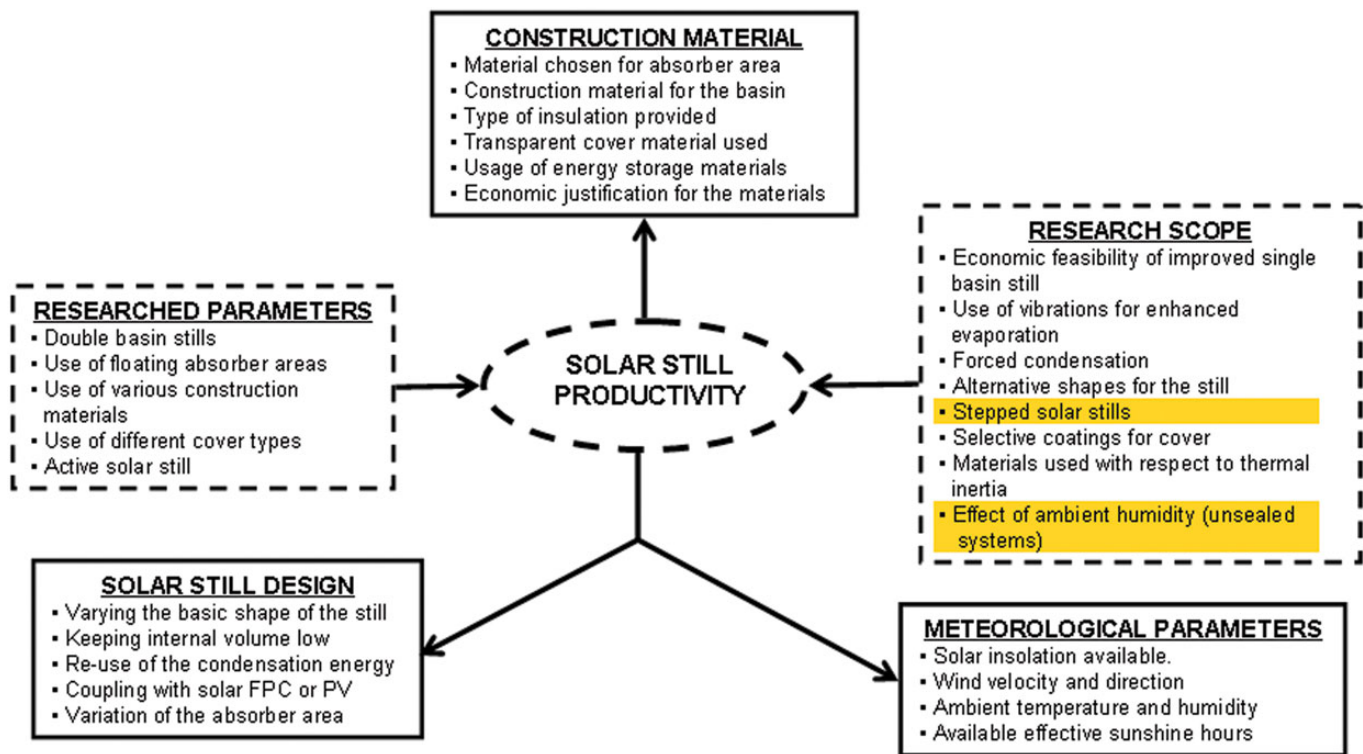 CONSTRUCTION MATERIAL
▪ Material chosen for absorber area
▪ Construction material for the basin
▪ Type of insulation provided
▪ Transparent cover material used
▪ Usage of energy storage materials
▪ Economic justification for the materials
RESEARCHED PARAMETERS
▪ Double basin stills
▪ Use of floating absorber areas
▪ Use of various construction
materials
▪ Use of different cover types
▪ Active solar still
SOLAR STILL
PRODUCTIVITY
RESEARCH SCOPE
▪ Economic feasibility of improved single
basin still
▪ Use of vibrations for enhanced
evaporation
▪ Forced condensation
▪ Alternative shapes for the still
▪ Stepped solar stills
▪ Selective coatings for cover
▪ Materials used with respect to thermal
inertia
▪ Effect of ambient humidity (unsealed
systems)
SOLAR STILL DESIGN
▪ Varying the basic shape of the still
▪ Keeping internal volume low
▪ Re-use of the condensation energy
▪ Coupling with solar FPC or PV
▪ Variation of the absorber area
METEOROLOGICAL PARAMETERS
▪ Solar insolation available.
▪ Wind velocity and direction
▪ Ambient temperature and humidity
▪ Available effective sunshine hours